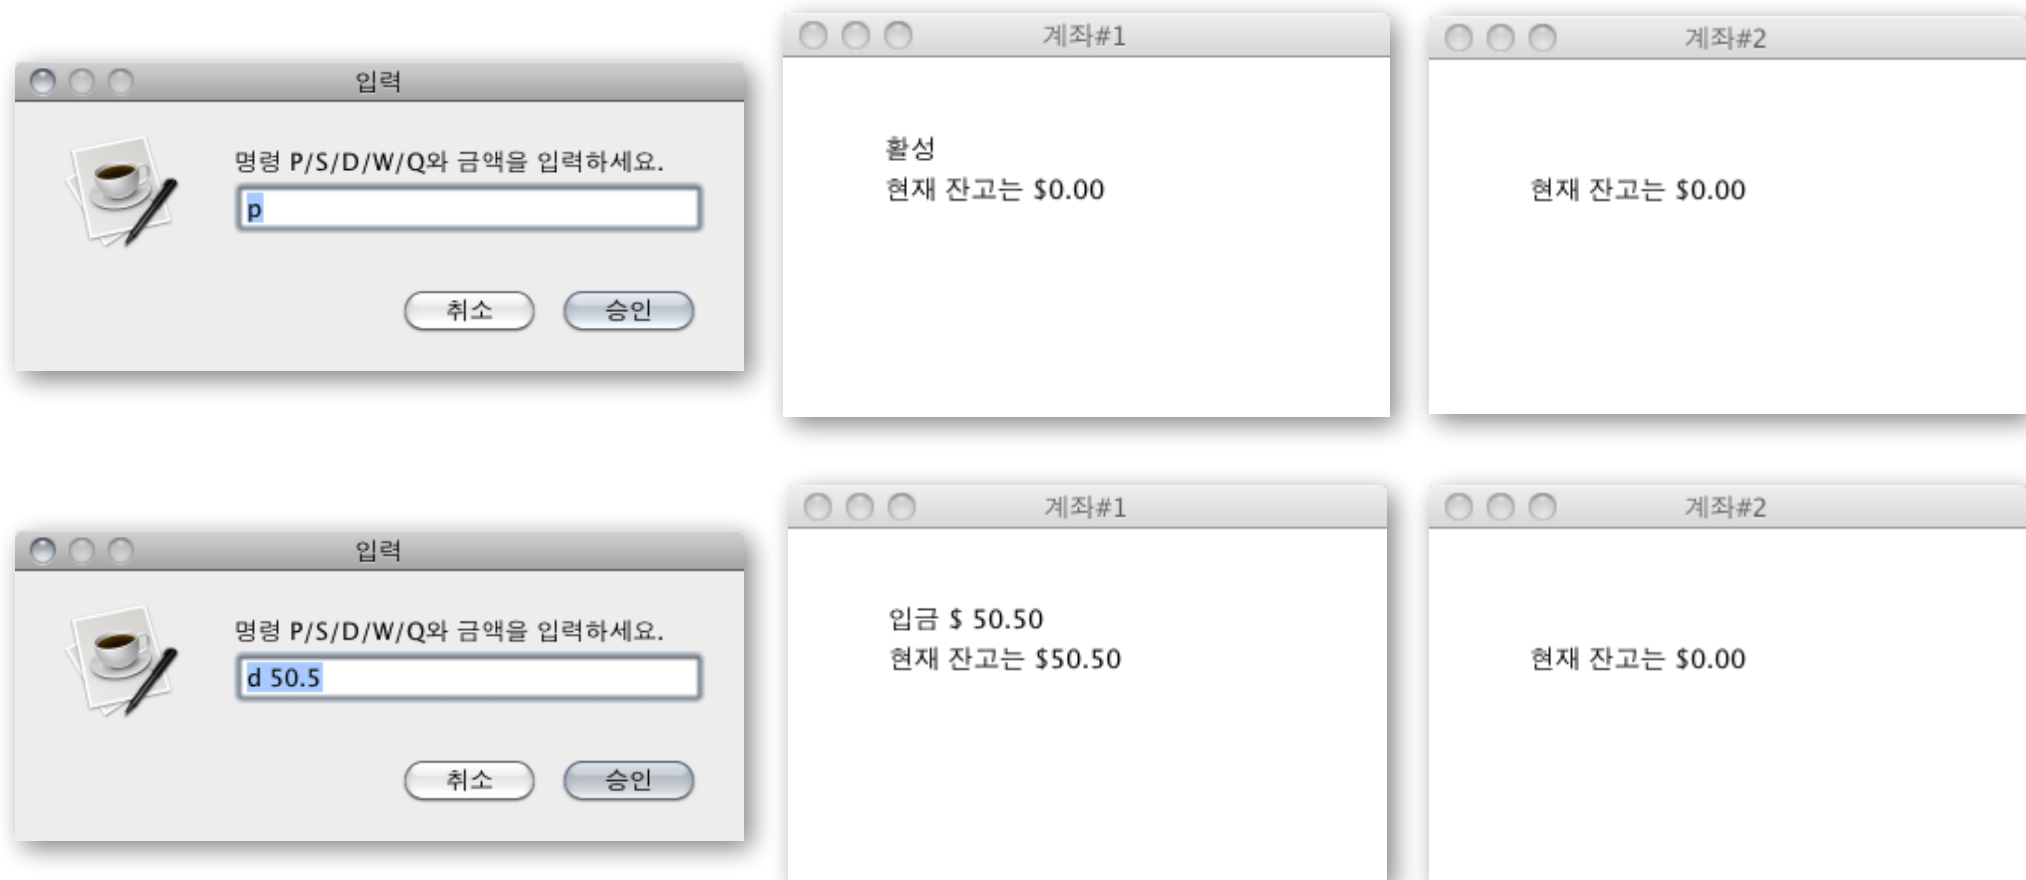 입력
명령 P/S/D/W/Q와 금액을 입력하세요.
p
취소 승인
계좌#1
활성
현재 잔고는 $0.00
계좌#2
현재 잔고는 $0.00
입력
명령 P/S/D/W/Q와 금액을 입력하세요.
d 50.5
취소 승인
계좌#1
입금 $ 50.50
현재 잔고는 $50.50
계좌#2
현재 잔고는 $0.00